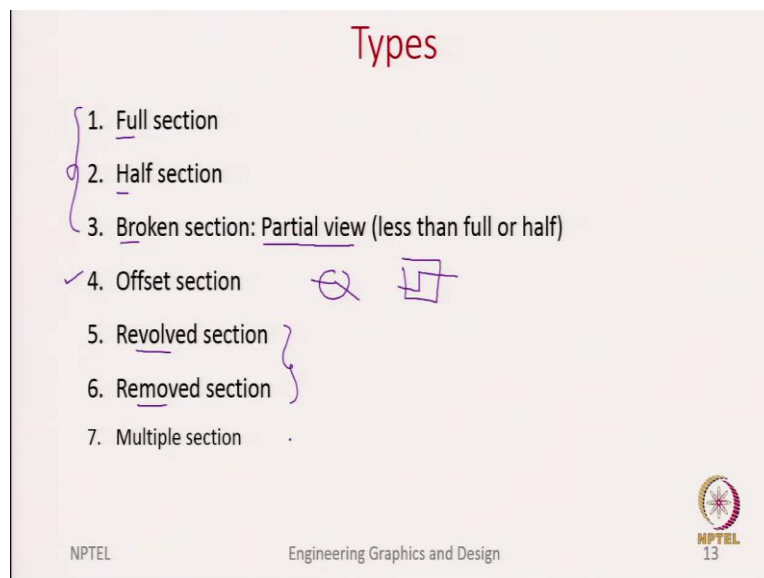 Types
1. Full section
2. Half section
3. Broken section: Partial view (less than full or half)
4. Offset section
5. Revolved section
6. Removed section
7. Multiple section
NPTEL
NPTEL Engineering Graphics and Design 13